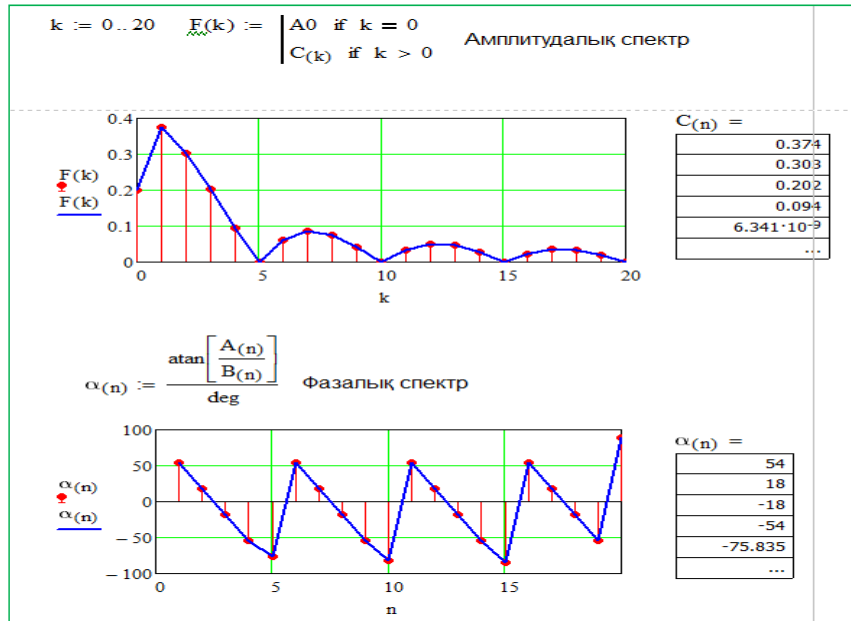 k := 0.. 20 F(k) := A0 if k = 0
C(k) if k > 0
Амплитудалық спектр
0.4
0.3
0.2
0.1
0
F(k)
F(k)
0 5 10 15 20
k
C(n) =
0.374
0.303
0.202
0.094
6.341·10-9
...
α(n) := atan[A(n)/B(n)]/deg Фазалық спектр
100
50
0
−50
−100
α(n)
α(n)
0 5 10 15
n
α(n) =
54
18
-18
-54
-75.835
...